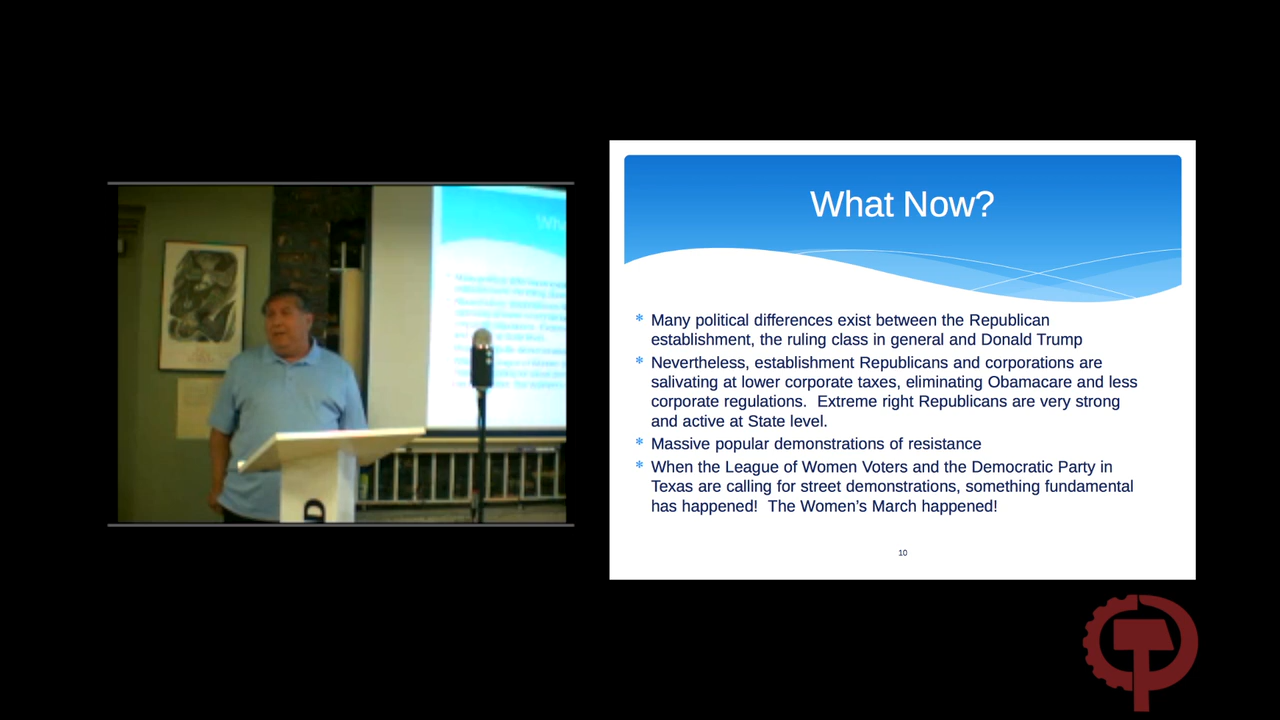 What Now?
* Many political differences exist between the Republican
establishment, the ruling class in general and Donald Trump
* Nevertheless, establishment Republicans and corporations are
salivating at lower corporate taxes, eliminating Obamacare and less
corporate regulations.  Extreme right Republicans are very strong
and active at State level.
* Massive popular demonstrations of resistance
* When the League of Women Voters and the Democratic Party in
Texas are calling for street demonstrations, something fundamental
has happened!  The Women’s March happened!
10